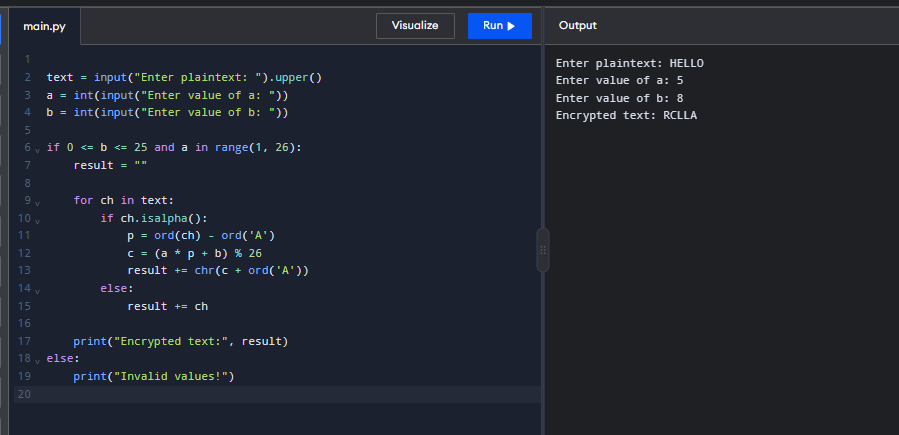 main.py
Visualize
Run
Output
1
2 text = input("Enter plaintext: ").upper()
3 a = int(input("Enter value of a: "))
4 b = int(input("Enter value of b: "))
5
6 if 0 <= b <= 25 and a in range(1, 26):
7     result = ""
8
9     for ch in text:
10         if ch.isalpha():
11             p = ord(ch) - ord('A')
12             c = (a * p + b) % 26
13             result += chr(c + ord('A'))
14         else:
15             result += ch
16
17     print("Encrypted text:", result)
18 else:
19     print("Invalid values!")
20
Enter plaintext: HELLO
Enter value of a: 5
Enter value of b: 8
Encrypted text: RCLLA